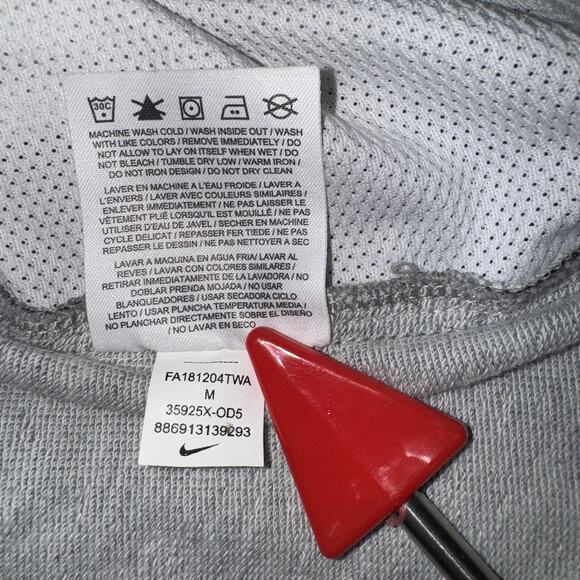 30C
MACHINE WASH COLD / WASH INSIDE OUT / WASH
WITH LIKE COLORS / REMOVE IMMEDIATELY / DO
NOT ALLOW TO LAY ON ITSELF WHEN WET / DO
NOT BLEACH / TUMBLE DRY LOW / WARM IRON /
DO NOT IRON DESIGN / DO NOT DRY CLEAN
LAVER EN MACHINE A L'EAU FROIDE / LAVER A
L'ENVERS / LAVER AVEC COULEURS SIMILAIRES /
ENLEVER IMMEDIATEMENT / NE PAS LAISSER LE
VÊTEMENT PLIÉ LORSQU'IL EST MOUILLÉ / NE PAS
UTILISER D'EAU DE JAVEL / SECHER EN MACHINE
CYCLE DELICAT / REPASSER FER TIEDE / NE PAS
REPASSER LE DESSIN / NE PAS NETTOYER A SEC
LAVAR A MAQUINA EN AGUA FRIA/ LAVAR AL
REVES / LAVAR CON COLORES SIMILARES /
RETIRAR INMEDIATAMENTE DE LA LAVADORA / NO
DOBLAR PRENDA MOJADA / NO USAR
BLANQUEADORES / USAR SECADORA CICLO
LENTO / USAR PLANCHA TEMPERATURA MEDIA /
NO PLANCHAR DIRECTAMENTE SOBRE EL DISEÑO
/ NO LAVAR EN SECO
FA181204TWA
M
35925X-OD5
886913139293